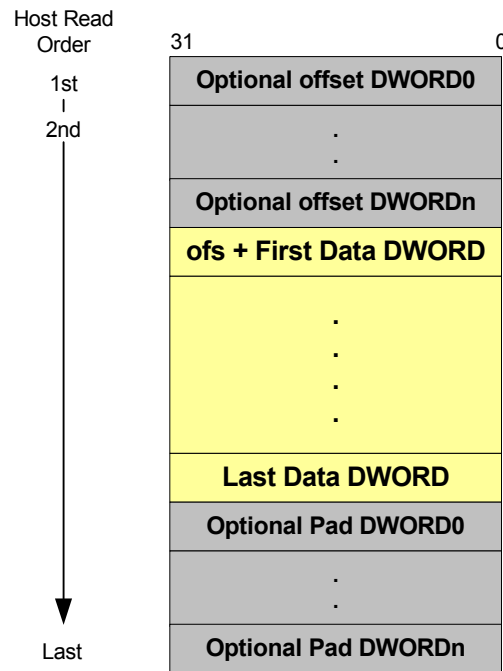 Host Read
Order
31
0
1st
2nd
Optional offset DWORD0
.
.
Optional offset DWORDn
ofs + First Data DWORD
.
.
.
.
Last Data DWORD
Optional Pad DWORD0
.
.
Last
Optional Pad DWORDn